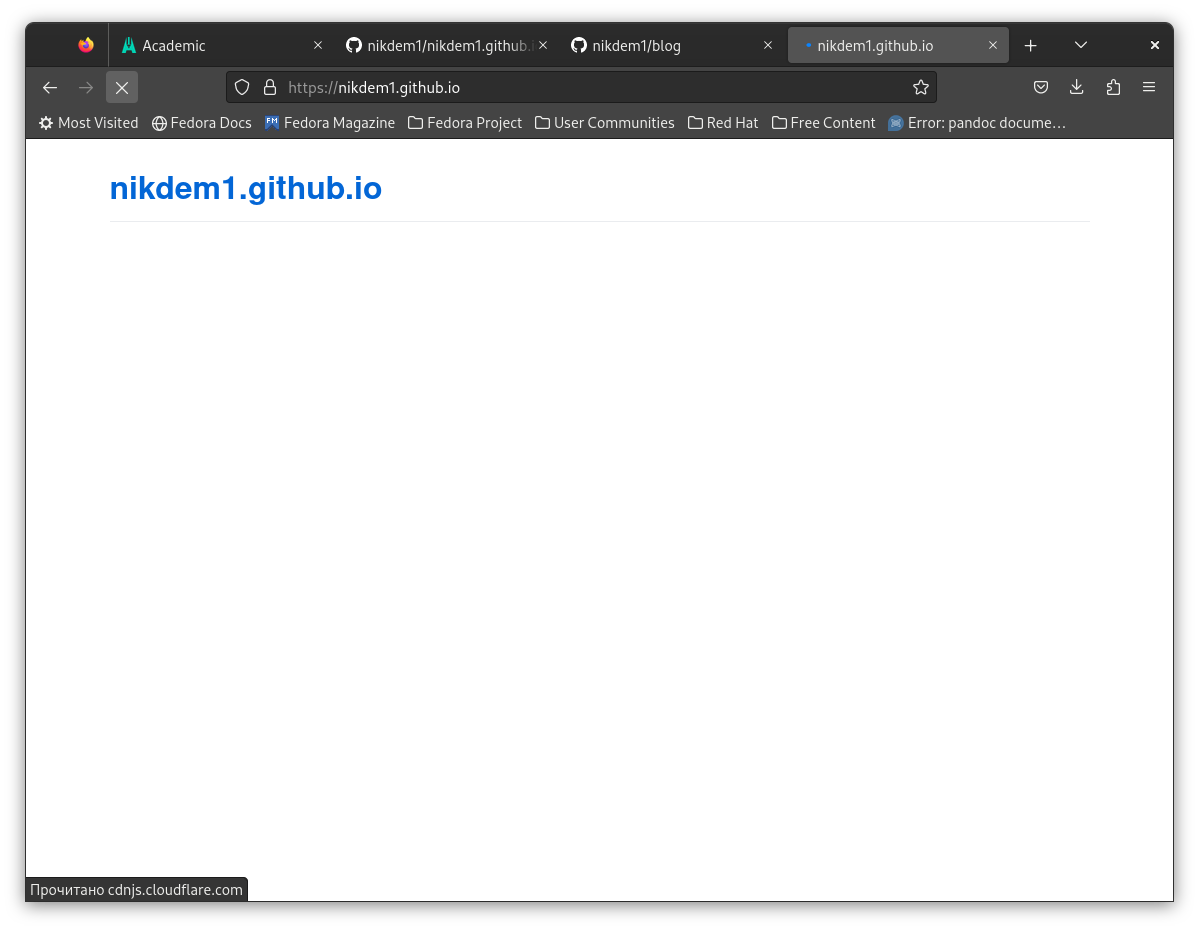 Academic
nikdem1/nikdem1.github.i
nikdem1/blog
nikdem1.github.io
https://nikdem1.github.io
Most Visited Fedora Docs FM Fedora Magazine Fedora Project User Communities Red Hat Free Content Error: pandoc docume…
nikdem1.github.io
Прочитано cdnjs.cloudflare.com